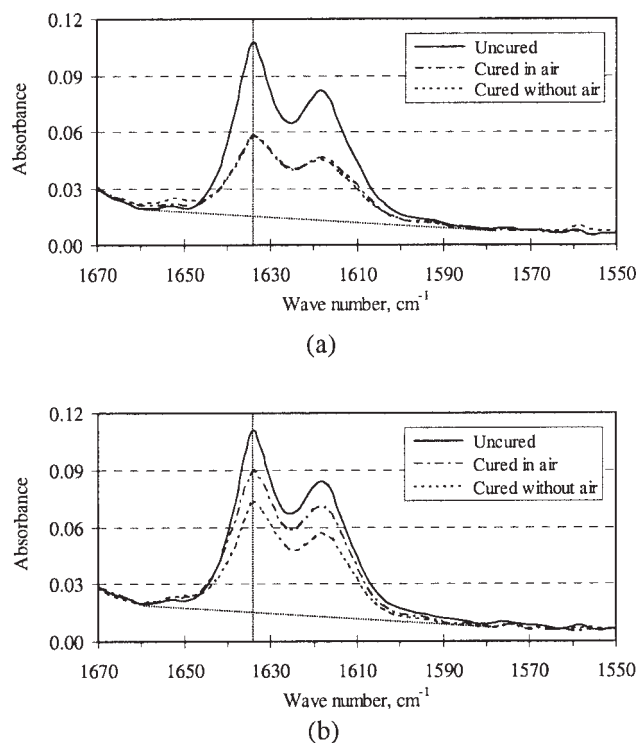 0.12
0.09
0.06
0.03
0.00
Absorbance
Uncured
Cured in air
Cured without air
1670 1650 1630 1610 1590 1570 1550
Wave number, cm-1
(a)
0.12
0.09
0.06
0.03
0.00
Absorbance
Uncured
Cured in air
Cured without air
1670 1650 1630 1610 1590 1570 1550
Wave number, cm-1
(b)